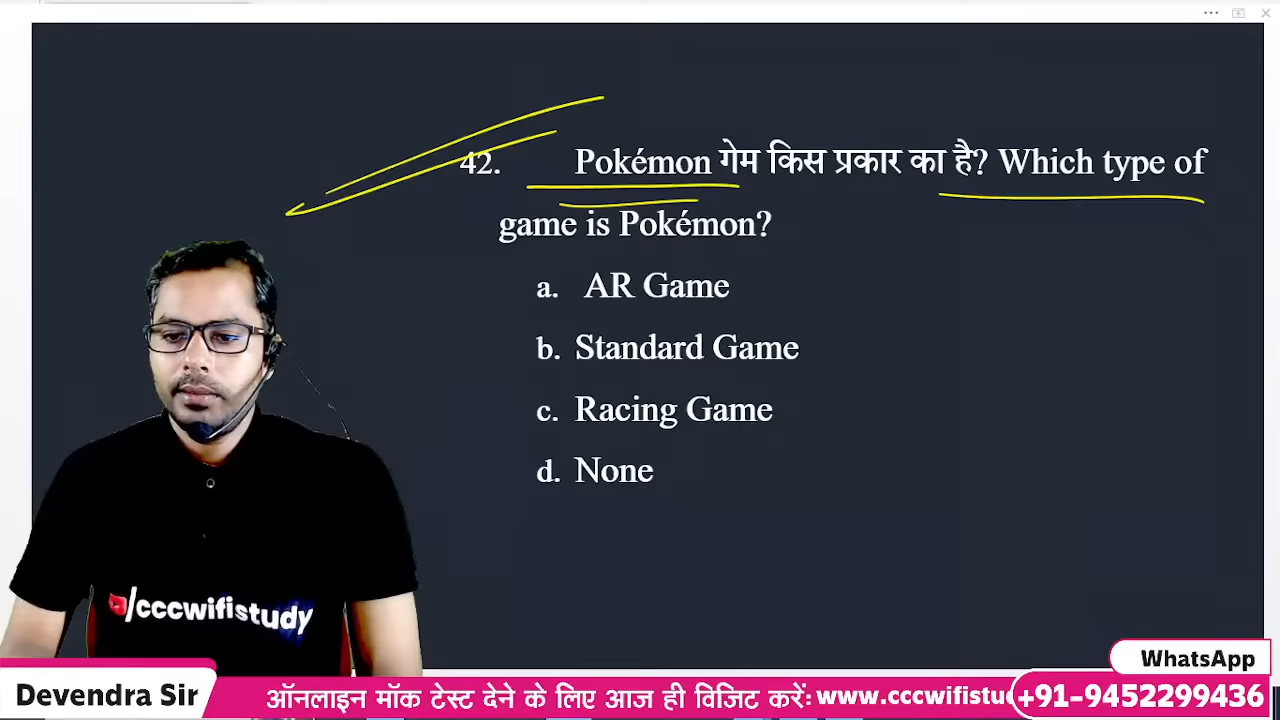 42. Pokémon गेम किस प्रकार का है? Which type of
game is Pokémon?
a. AR Game
b. Standard Game
c. Racing Game
d. None
/cccwifistudy
WhatsApp
Devendra Sir
ऑनलाइन मॉक टेस्ट देने के लिए आज ही विजिट करें: www.cccwifistu
+91-9452299436